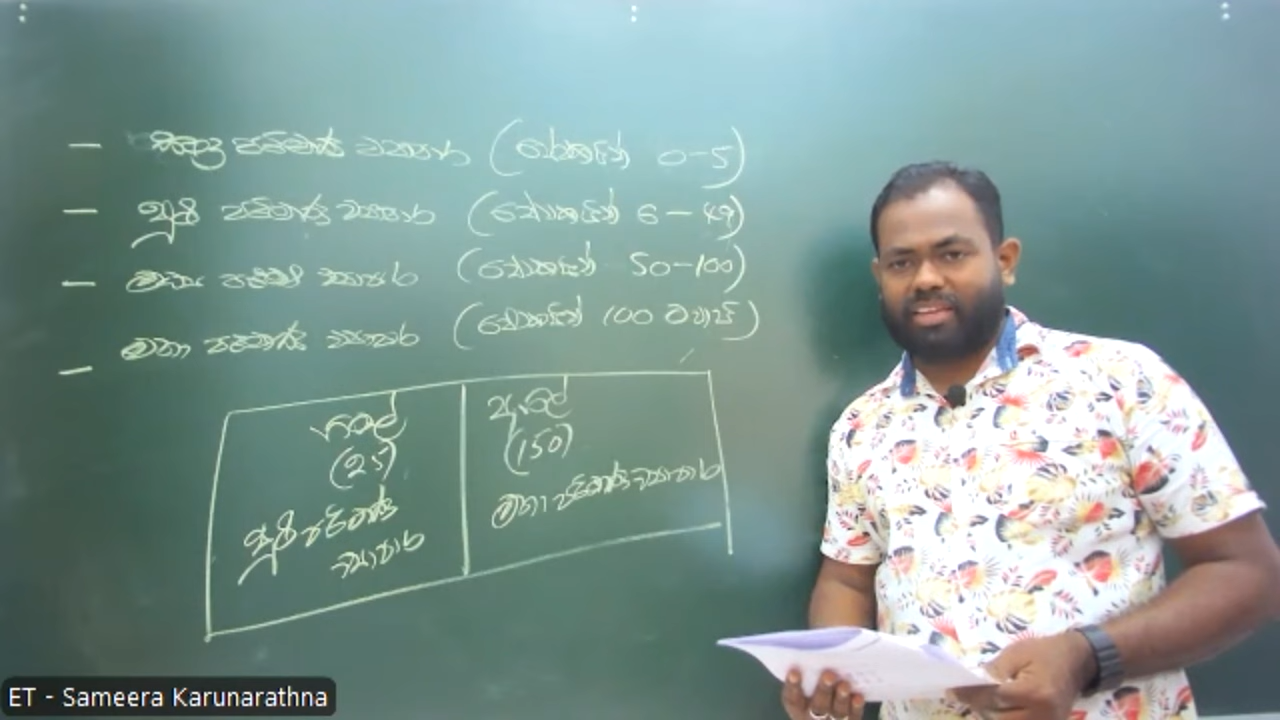 — ක්ෂුද්‍ර පරිමාණ ව්‍යාපාර (සේවකයින් 0-5)
— සුළු පරිමාණ ව්‍යාපාර (සේවකයින් 6-49)
— මධ්‍ය පරිමාණ ව්‍යාපාර (සේවකයින් 50-100)
— මහා පරිමාණ ව්‍යාපාර (සේවකයින් 100 ට වැඩි)
(25)
සුළු පරිමාණ
ව්‍යාපාර
(150)
මහා පරිමාණ ව්‍යාපාර
ET - Sameera Karunarathna